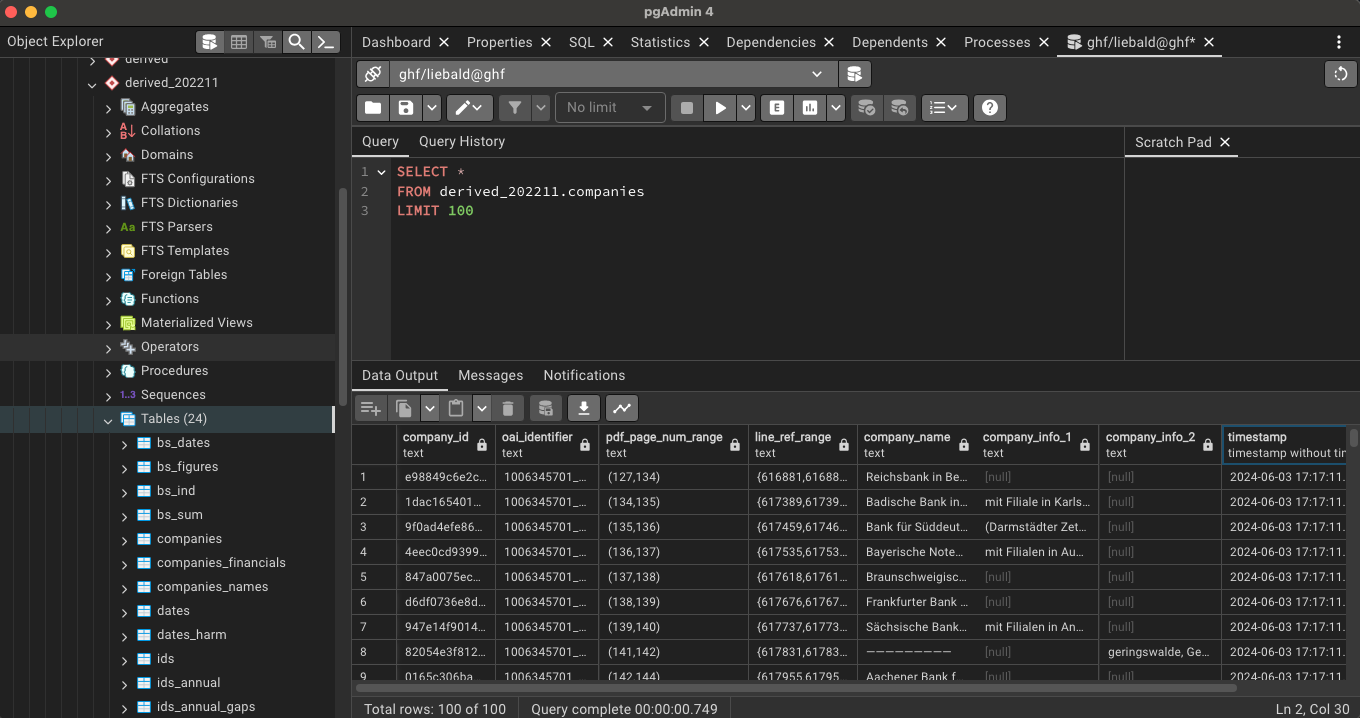 pgAdmin 4
Object Explorer
derived
derived_202211
Aggregates
Collations
Domains
FTS Configurations
FTS Dictionaries
Aa FTS Parsers
FTS Templates
Foreign Tables
Functions
Materialized Views
Operators
Procedures
1..3 Sequences
Tables (24)
bs_dates
bs_figures
bs_ind
bs_sum
companies
companies_financials
companies_names
dates
dates_harm
ids
ids_annual
ids_annual_gaps
Dashboard Properties SQL Statistics Dependencies Dependents Processes ghf/liebald@ghf*
ghf/liebald@ghf
No limit E
Query Query History
Scratch Pad
1 SELECT *
2 FROM derived_202211.companies
3 LIMIT 100
Data Output Messages Notifications
company_id oai_identifier pdf_page_num_range line_ref_range company_name company_info_1 company_info_2 timestamp
text text text text text text text timestamp without tim
1 e98849c6e2c… 1006345701_… (127,134) {616881,61688… Reichsbank in Be… [null] [null] 2024-06-03 17:17:11.
2 1dac165401… 1006345701_… (134,135) {617389,61739… Badische Bank in… mit Filiale in Karls… [null] 2024-06-03 17:17:11.
3 9f0ad4efe86… 1006345701_… (135,136) {617459,61746… Bank für Süddeut… (Darmstädter Zet… [null] 2024-06-03 17:17:11.
4 4eec0cd9399… 1006345701_… (136,137) {617535,61753… Bayerische Note… mit Filialen in Au… [null] 2024-06-03 17:17:11.
5 847a0075ec… 1006345701_… (137,138) {617618,61761… Braunschweigisc… [null] [null] 2024-06-03 17:17:11.
6 d6df0736e8d… 1006345701_… (138,139) {617676,61767… Frankfurter Bank … [null] [null] 2024-06-03 17:17:11.
7 947e14f9014… 1006345701_… (139,140) {617737,61773… Sächsische Bank… mit Filialen in An… [null] 2024-06-03 17:17:11.
8 82054e3f812… 1006345701_… (141,142) {617831,61783… ————————— [null] geringswalde, Ge… 2024-06-03 17:17:11.
9 0165c306ba… 1006345701_… (142,144) {617955,61795… Aachener Bank f… [null] [null] 2024-06-03 17:17:11.
Total rows: 100 of 100 Query complete 00:00:00.749 Ln 2, Col 30